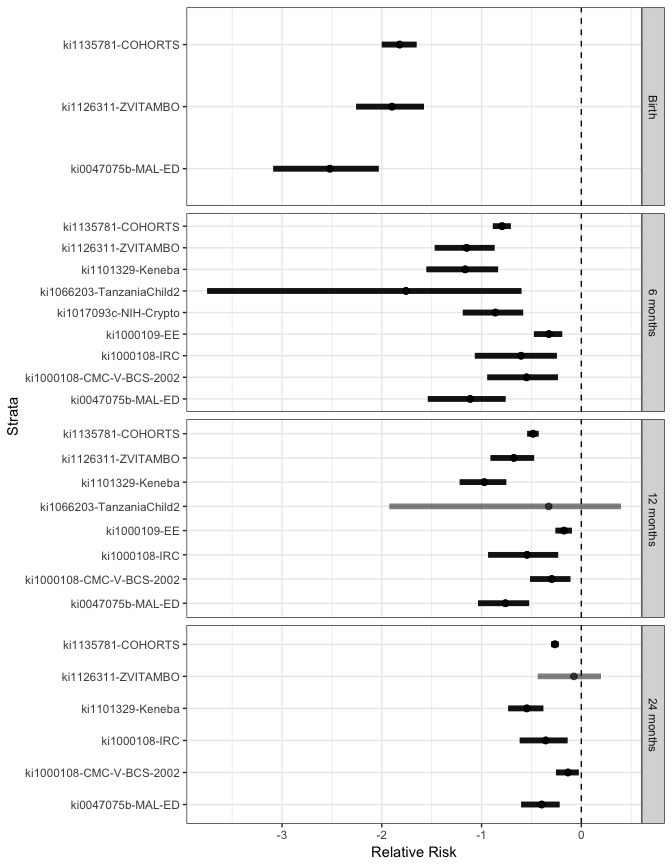 Strata
ki1135781-COHORTS
ki1126311-ZVITAMBO
ki0047075b-MAL-ED
Birth
ki1135781-COHORTS
ki1126311-ZVITAMBO
ki1101329-Keneba
ki1066203-TanzaniaChild2
ki1017093c-NIH-Crypto
ki1000109-EE
ki1000108-IRC
ki1000108-CMC-V-BCS-2002
ki0047075b-MAL-ED
6 months
ki1135781-COHORTS
ki1126311-ZVITAMBO
ki1101329-Keneba
ki1066203-TanzaniaChild2
ki1000109-EE
ki1000108-IRC
ki1000108-CMC-V-BCS-2002
ki0047075b-MAL-ED
12 months
ki1135781-COHORTS
ki1126311-ZVITAMBO
ki1101329-Keneba
ki1000108-IRC
ki1000108-CMC-V-BCS-2002
ki0047075b-MAL-ED
24 months
-3 -2 -1 0
Relative Risk